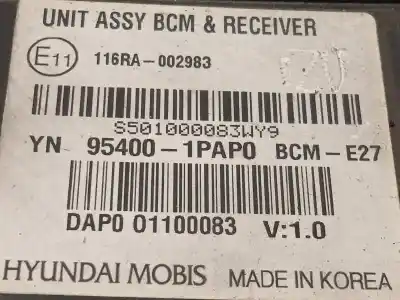 UNIT ASSY BCM & RECEIVER
E11 116RA-002983
S501000083WY9
YN 95400-1PAP0 BCM-E27
DAP0 01100083 V:1.0
HYUNDAI MOBIS MADE IN KOREA